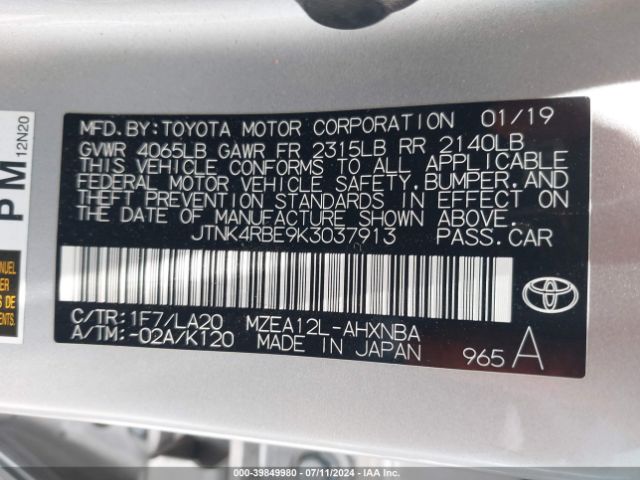 MFD. BY: TOYOTA MOTOR CORPORATION 01/19
GVWR 4065LB GAWR FR 2315LB RR 2140LB
THIS VEHICLE CONFORMS TO ALL APPLICABLE
FEDERAL MOTOR VEHICLE SAFETY, BUMPER, AND
THEFT PREVENTION STANDARDS IN EFFECT ON
THE DATE OF MANUFACTURE SHOWN ABOVE.
JTNK4RBE9K3037913 PASS. CAR
C/TR: 1F7/LA20 MZEA12L-AHXNBA
A/TM: -02A/K120 MADE IN JAPAN
965 A
PM
12N20
000-39849980 / 07/11/2024 - IAA Inc.